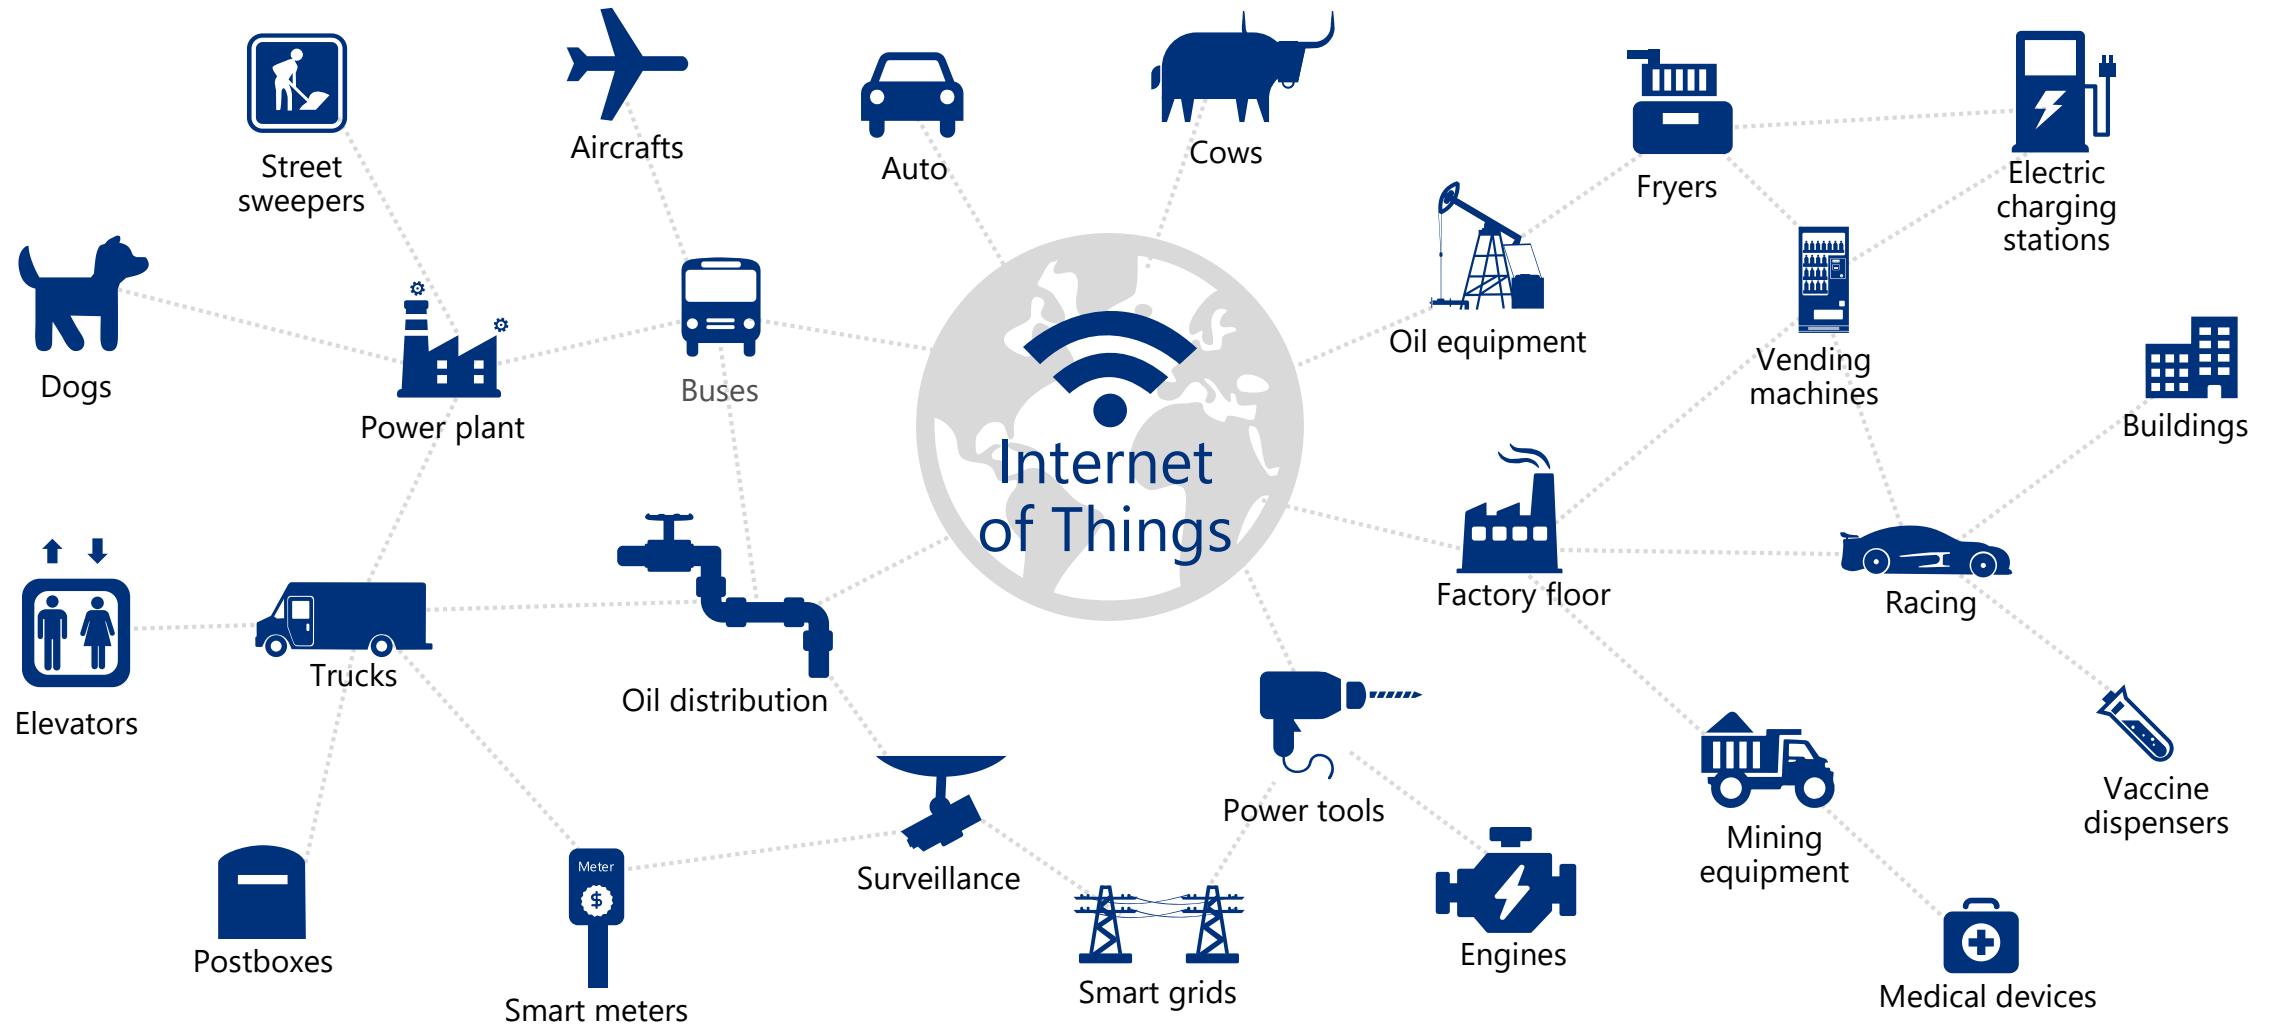 Street
sweepers
Aircrafts
Auto
Cows
Fryers
Electric
charging
stations
Dogs
Power plant
Buses
Oil equipment
Vending
machines
Buildings
Internet
of Things
Elevators
Trucks
Oil distribution
Factory floor
Racing
Power tools
Vaccine
dispensers
Postboxes
Meter
$
Smart meters
Surveillance
Smart grids
Engines
Mining
equipment
Medical devices